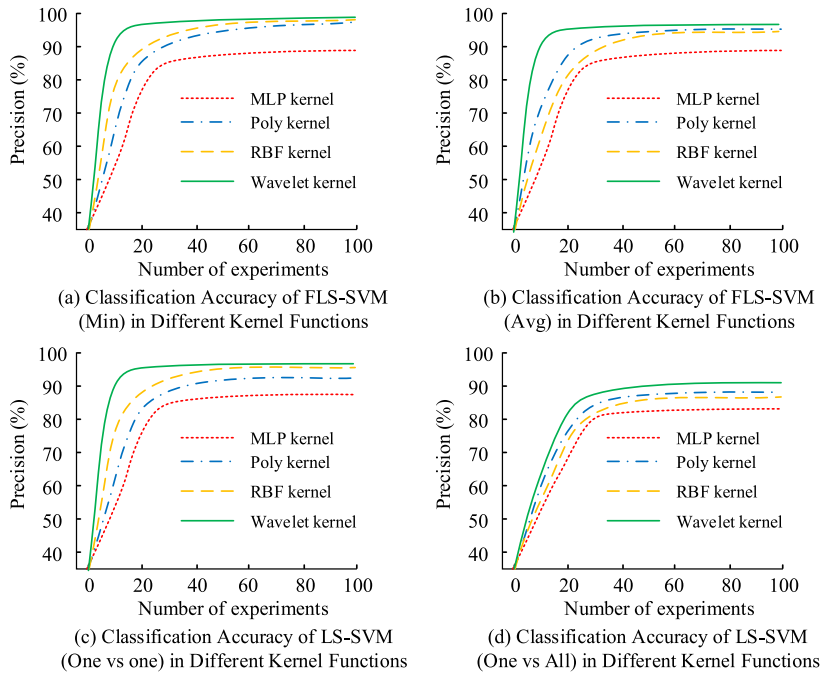 100
90
80
70
60
50
40
Precision (%)
MLP kernel
Poly kernel
RBF kernel
Wavelet kernel
0 20 40 60 80 100
Number of experiments
(a) Classification Accuracy of FLS-SVM
(Min) in Different Kernel Functions
100
90
80
70
60
50
40
Precision (%)
MLP kernel
Poly kernel
RBF kernel
Wavelet kernel
0 20 40 60 80 100
Number of experiments
(b) Classification Accuracy of FLS-SVM
(Avg) in Different Kernel Functions
100
90
80
70
60
50
40
Precision (%)
MLP kernel
Poly kernel
RBF kernel
Wavelet kernel
0 20 40 60 80 100
Number of experiments
(c) Classification Accuracy of LS-SVM
(One vs one) in Different Kernel Functions
100
90
80
70
60
50
40
Precision (%)
MLP kernel
Poly kernel
RBF kernel
Wavelet kernel
0 20 40 60 80 100
Number of experiments
(d) Classification Accuracy of LS-SVM
(One vs All) in Different Kernel Functions